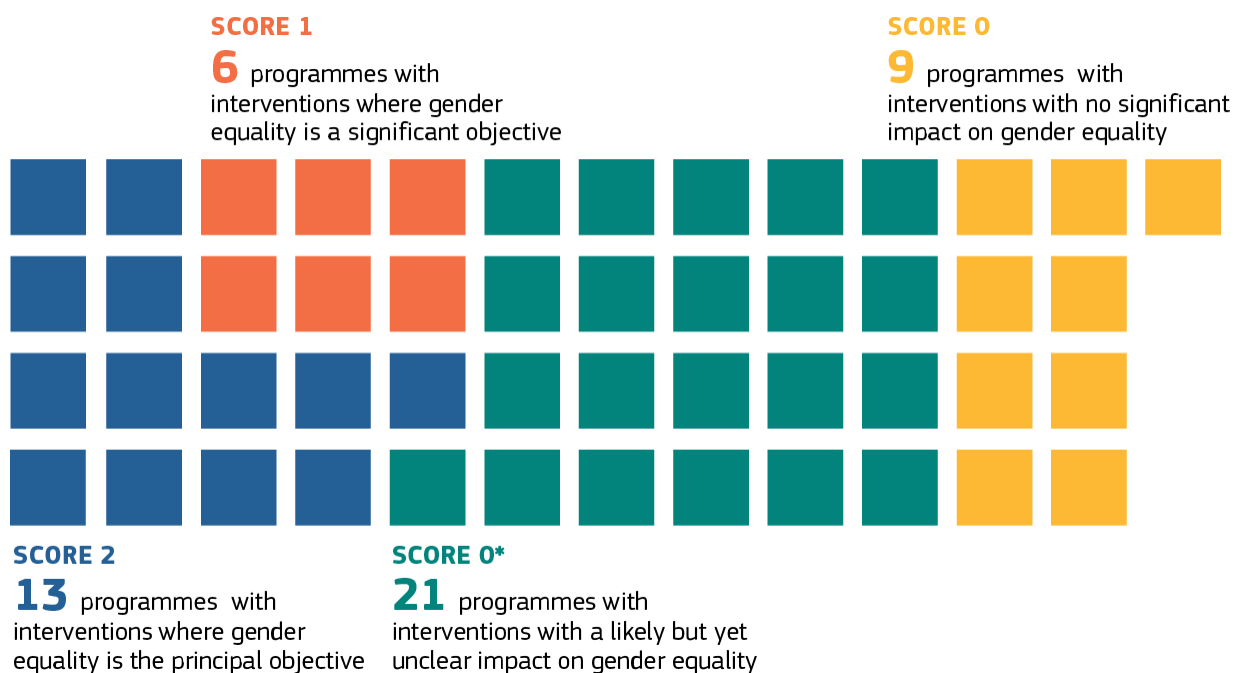 SCORE 1
6 programmes with
interventions where gender
equality is a significant objective
SCORE 0
9 programmes with
interventions with no significant
impact on gender equality
SCORE 2
13 programmes with
interventions where gender
equality is the principal objective
SCORE 0*
21 programmes with
interventions with a likely but yet
unclear impact on gender equality